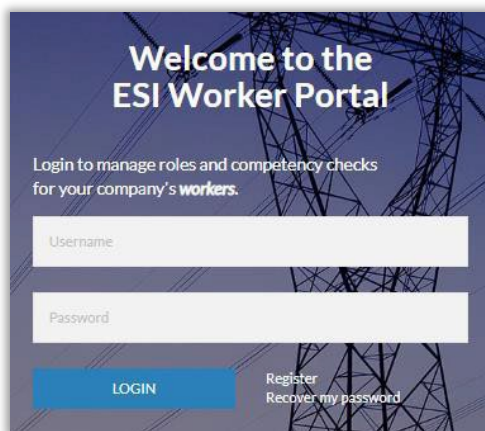 Welcome to the
ESI Worker Portal
Login to manage roles and competency checks
for your company's workers.
Username
Password
LOGIN
Register
Recover my password